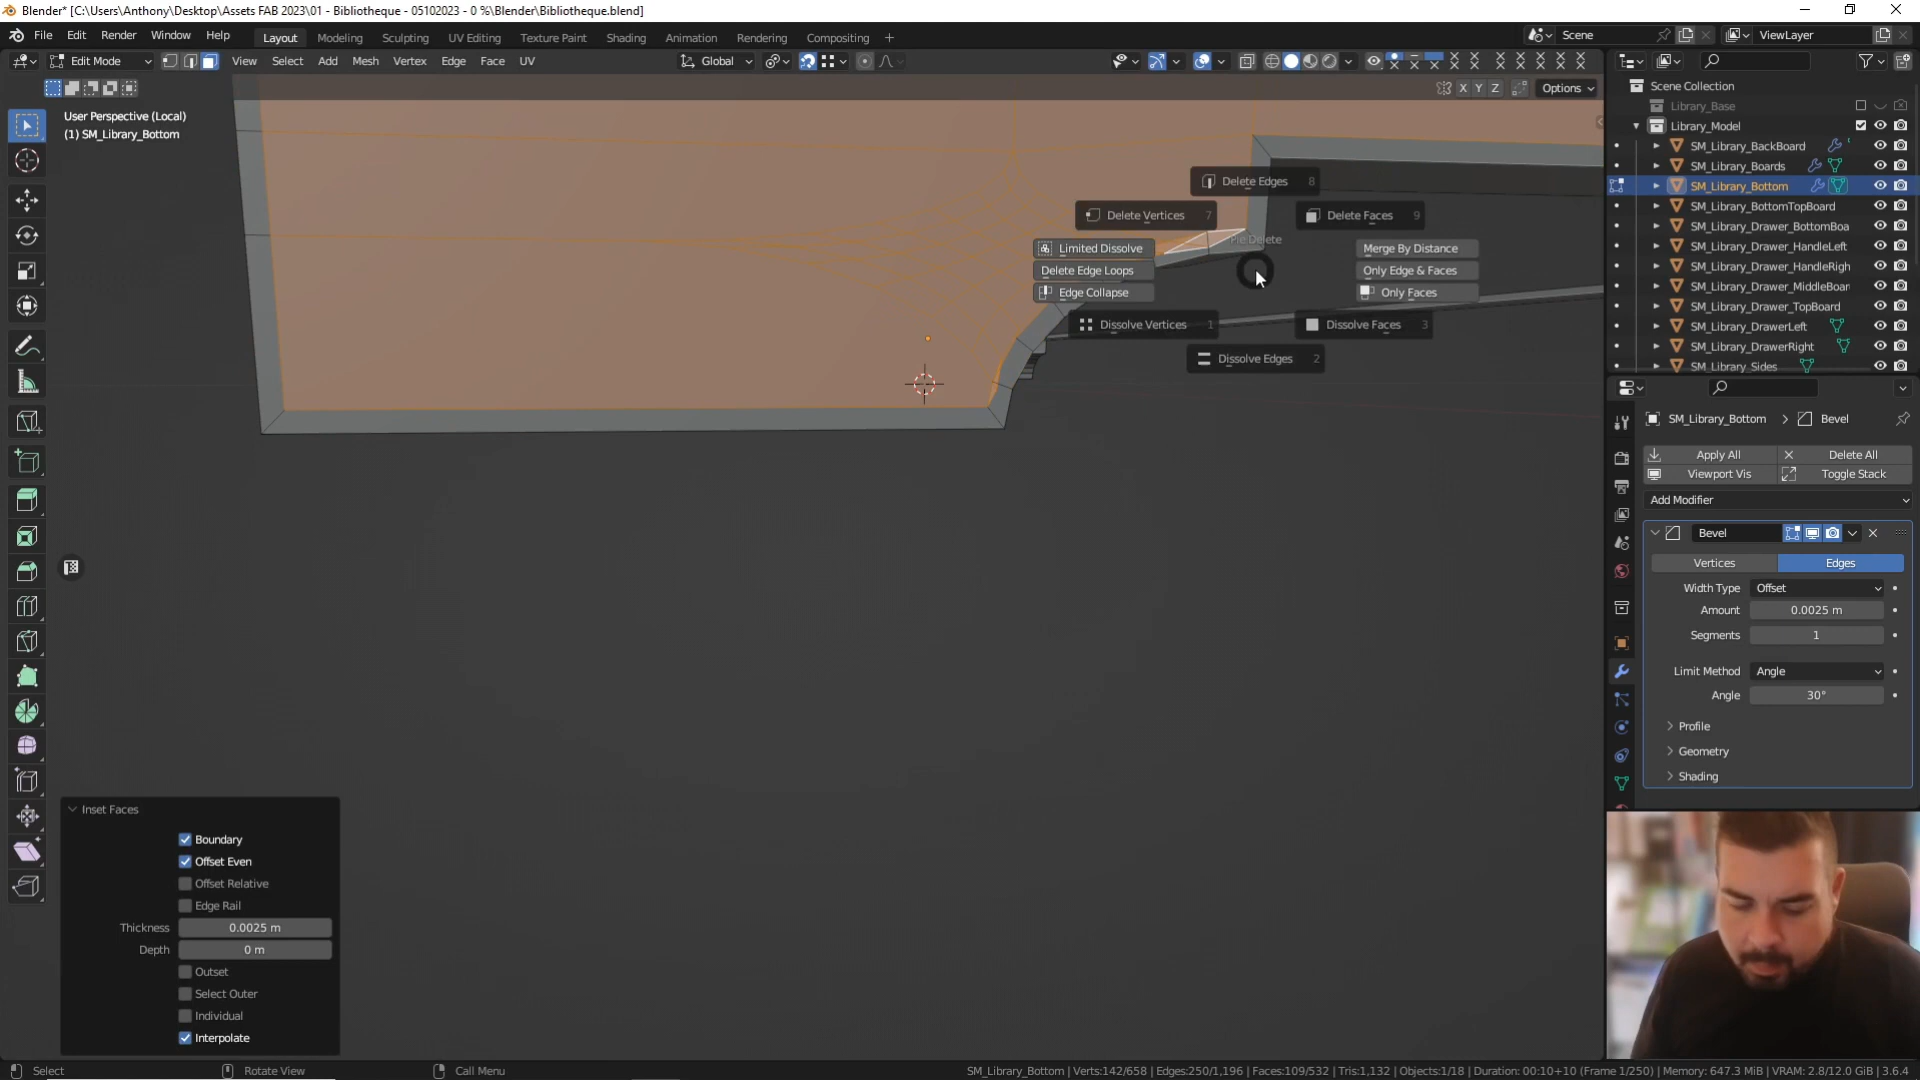 Blender* [C:\Users\Anthony\Desktop\Assets FAB 2023\01 - Bibliotheque - 05102023 - 0 %\Blender\Bibliotheque.blend]
File Edit Render Window Help Layout Modeling Sculpting UV Editing Texture Paint Shading Animation Rendering Compositing + Scene ViewLayer
Edit Mode View Select Add Mesh Vertex Edge Face UV Global
X Y Z Options
User Perspective (Local)
(1) SM_Library_Bottom
Delete Edges 8
Delete Vertices 7
Delete Faces 9
Pie Delete
Limited Dissolve
Merge By Distance
Delete Edge Loops
Only Edge & Faces
Edge Collapse
Only Faces
Dissolve Vertices 1
Dissolve Faces 3
Dissolve Edges 2
Scene Collection
Library_Base
Library_Model
SM_Library_BackBoard
SM_Library_Boards
SM_Library_Bottom
SM_Library_BottomTopBoard
SM_Library_Drawer_BottomBoa
SM_Library_Drawer_HandleLeft
SM_Library_Drawer_HandleRigh
SM_Library_Drawer_MiddleBoar
SM_Library_Drawer_TopBoard
SM_Library_DrawerLeft
SM_Library_DrawerRight
SM_Library_Sides
SM_Library_Bottom > Bevel
Apply All Delete All
Viewport Vis Toggle Stack
Add Modifier
Bevel
Vertices Edges
Width Type Offset
Amount 0.0025 m
Segments 1
Limit Method Angle
Angle 30°
Profile
Geometry
Shading
Inset Faces
Boundary
Offset Even
Offset Relative
Edge Rail
Thickness 0.0025 m
Depth 0 m
Outset
Select Outer
Individual
Interpolate
Select Rotate View Call Menu SM_Library_Bottom | Verts:142/658 | Edges:250/1,196 | Faces:109/532 | Tris:1,132 | Objects:1/18 | Duration: 00:10+10 (Frame 1/250) | Memory: 647.3 MiB | VRAM: 2.8/12.0 GiB | 3.6.4